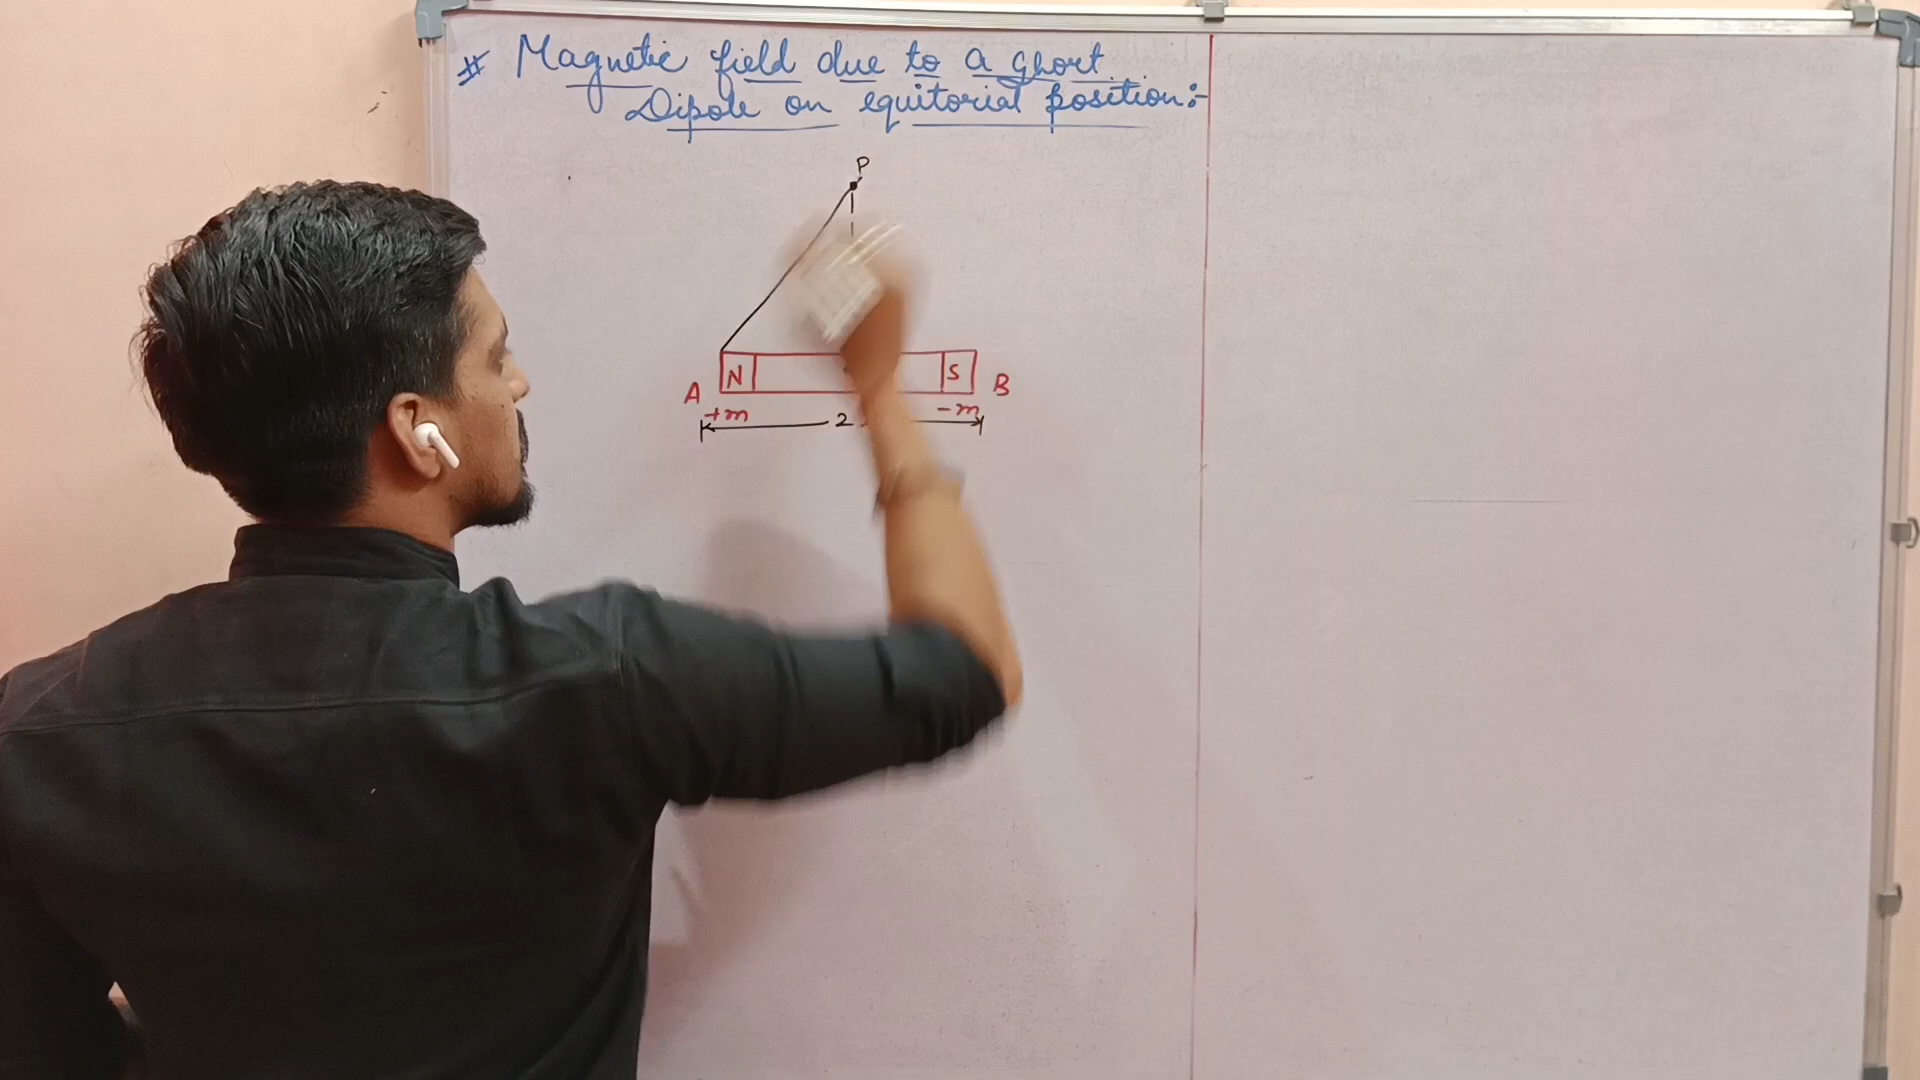 # Magnetic field due to a short
Dipole on equitorial position:-
P
N S
A B
+m -m
2